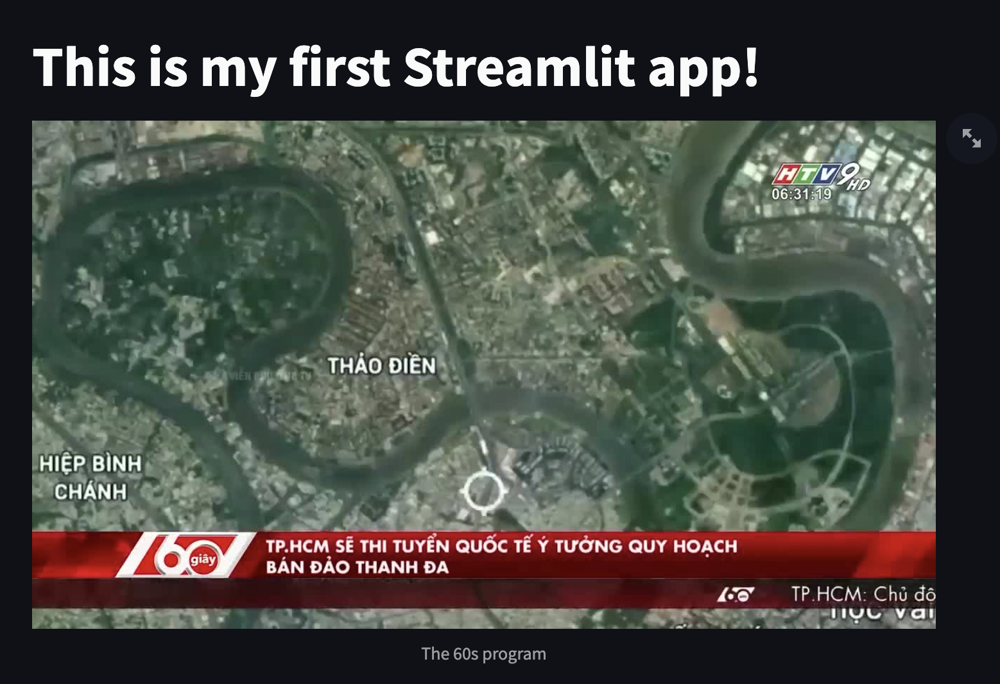 This is my first Streamlit app!
HTV9
HD
06:31:19
THẢO ĐIỀN
HIỆP BÌNH
CHÁNH
60
giây
TP.HCM SẼ THI TUYỂN QUỐC TẾ Ý TƯỞNG QUY HOẠCH
BÁN ĐẢO THANH ĐA
60 TP.HCM: Chủ độ
The 60s program